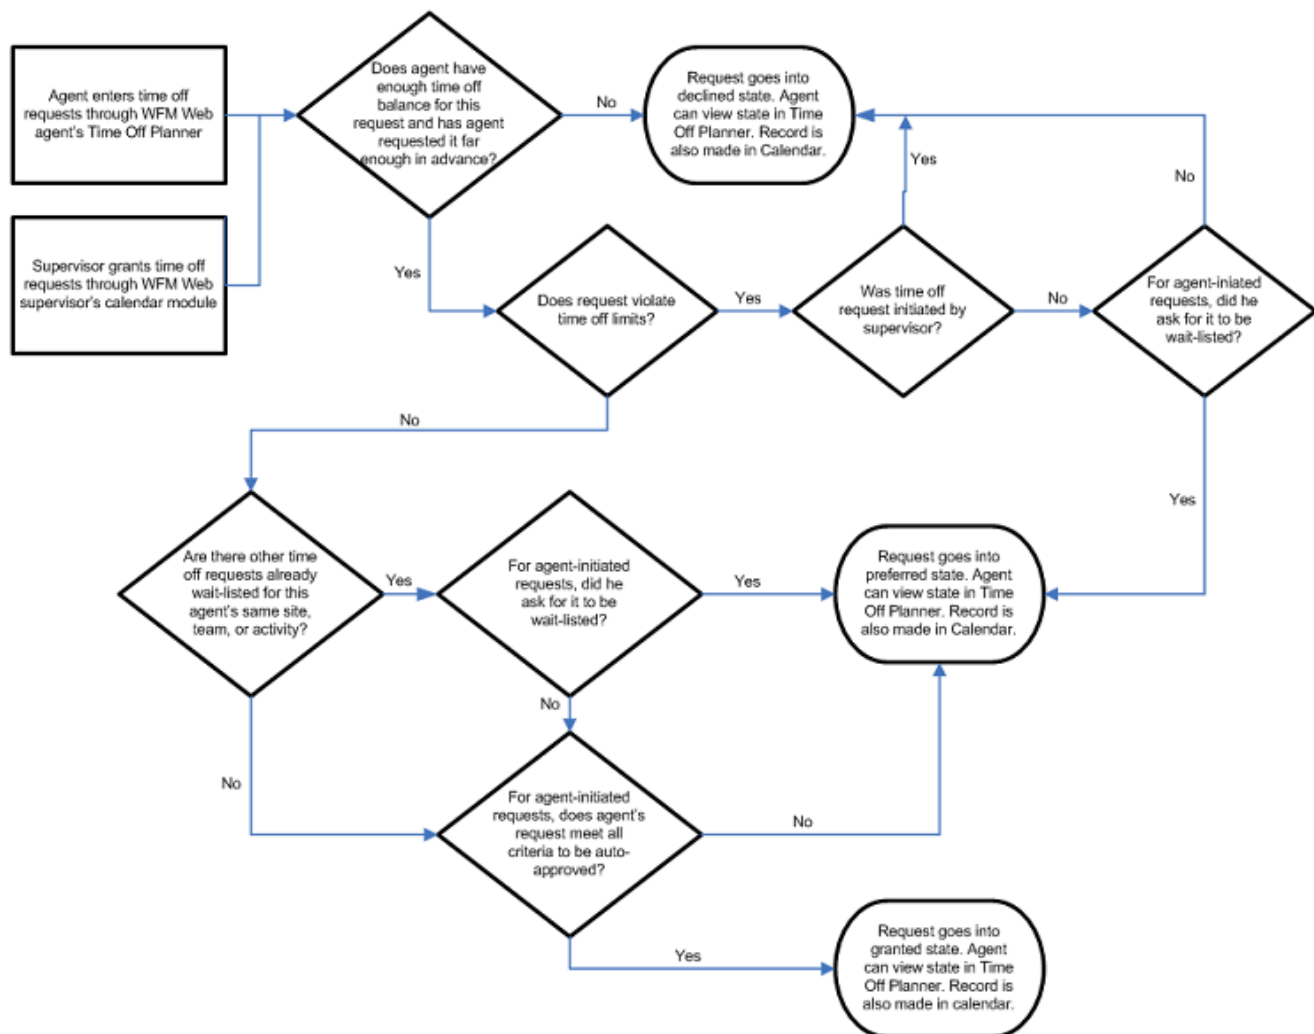 Agent enters time off
requests through WFM Web
agent's Time Off Planner
Does agent have
enough time off
balance for this
request and has agent
requested it far
enough in advance?
No
Request goes into
declined state. Agent
can view state in Time
Off Planner. Record is
also made in Calendar.
Yes
No
Supervisor grants time off
requests through WFM Web
supervisor's calendar module
Yes
Does request violate
time off limits?
Yes
Was time off
request initiated by
supervisor?
No
For agent-iniated
requests, did he
ask for it to be
wait-listed?
No
Yes
Are there other time
off requests already
wait-listed for this
agent's same site,
team, or activity?
Yes
For agent-initiated
requests, did he
ask for it to be
wait-listed?
Yes
Request goes into
preferred state. Agent
can view state in Time
Off Planner. Record is
also made in Calendar.
No
No
For agent-initiated
requests, does agent's
request meet all
criteria to be auto-
approved?
No
Yes
Request goes into
granted state. Agent
can view state in Time
Off Planner. Record is
also made in calendar.